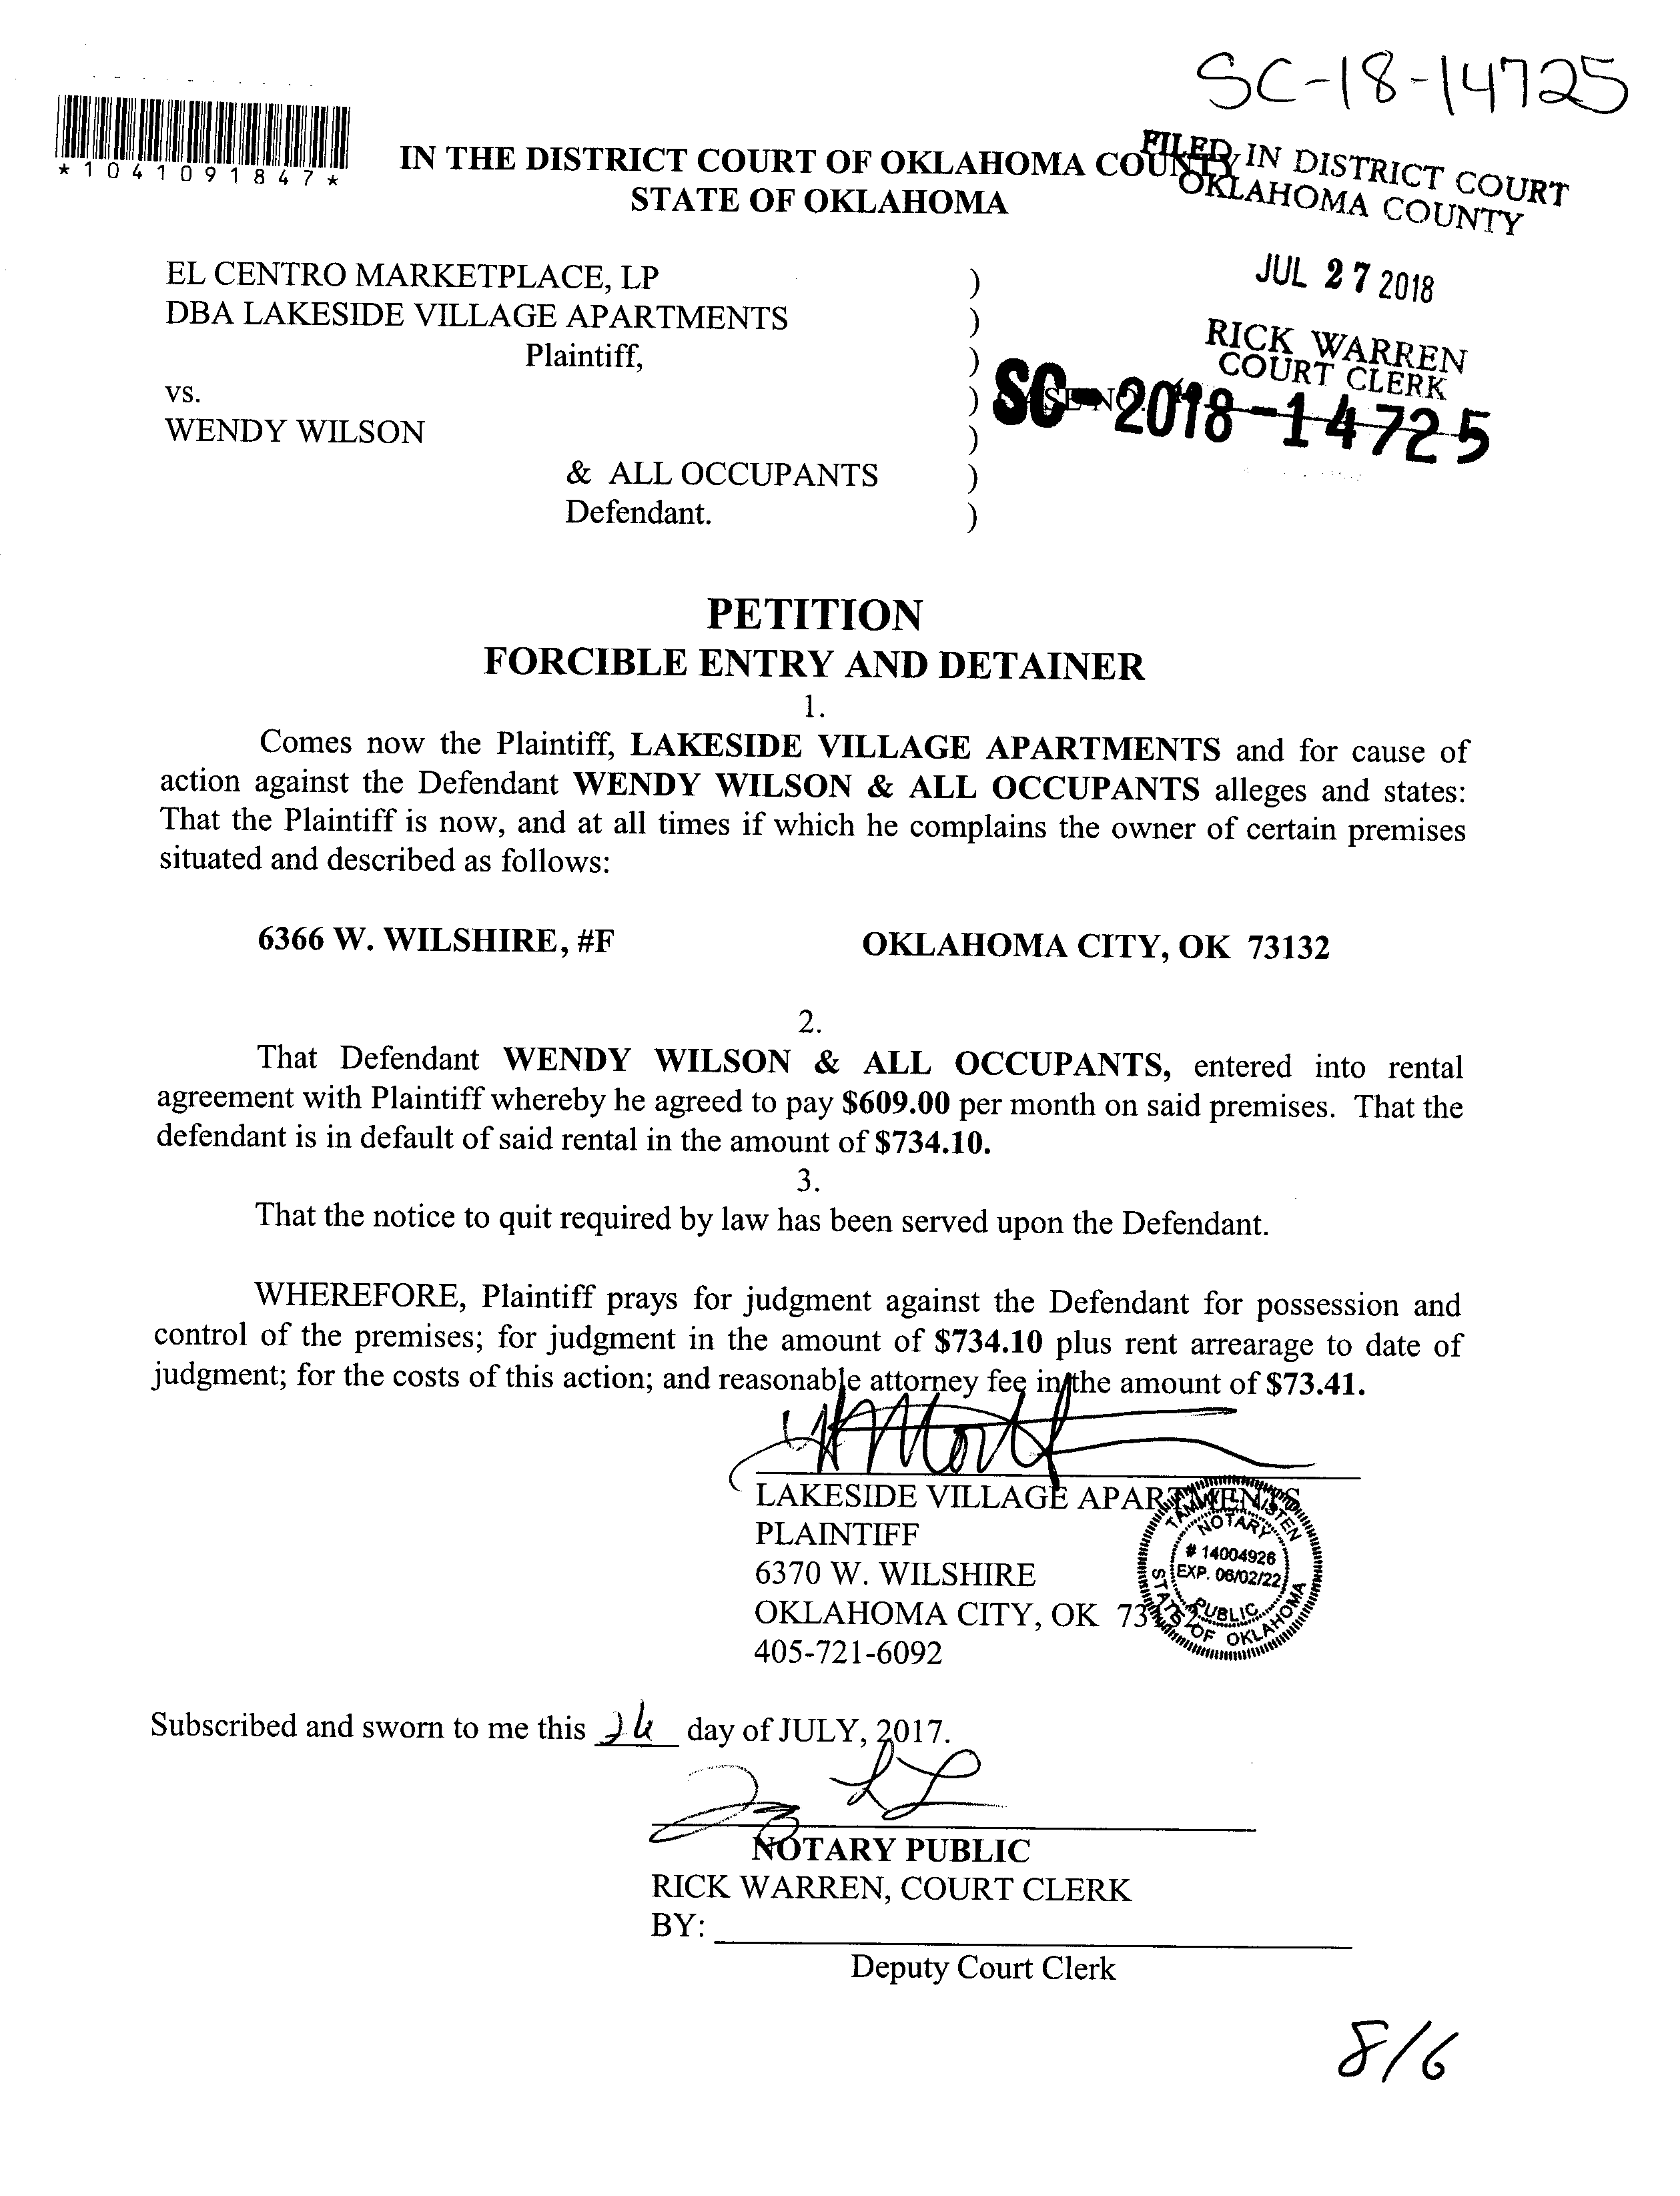 SC-18-14725
*1041091847*
IN THE DISTRICT COURT OF OKLAHOMA COUNTY
STATE OF OKLAHOMA
FILED IN DISTRICT COURT
OKLAHOMA COUNTY
JUL 27 2018
RICK WARREN
COURT CLERK
EL CENTRO MARKETPLACE, LP )
DBA LAKESIDE VILLAGE APARTMENTS )
Plaintiff, )
vs. ) CASE NO.
SC-2018-14725
WENDY WILSON )
& ALL OCCUPANTS )
Defendant. )
PETITION
FORCIBLE ENTRY AND DETAINER
1.
Comes now the Plaintiff, LAKESIDE VILLAGE APARTMENTS and for cause of
action against the Defendant WENDY WILSON & ALL OCCUPANTS alleges and states:
That the Plaintiff is now, and at all times if which he complains the owner of certain premises
situated and described as follows:
6366 W. WILSHIRE, #F OKLAHOMA CITY, OK 73132
2.
That Defendant WENDY WILSON & ALL OCCUPANTS, entered into rental
agreement with Plaintiff whereby he agreed to pay $609.00 per month on said premises. That the
defendant is in default of said rental in the amount of $734.10.
3.
That the notice to quit required by law has been served upon the Defendant.
WHEREFORE, Plaintiff prays for judgment against the Defendant for possession and
control of the premises; for judgment in the amount of $734.10 plus rent arrearage to date of
judgment; for the costs of this action; and reasonable attorney fee in the amount of $73.41.
LAKESIDE VILLAGE APARTMENTS
PLAINTIFF
6370 W. WILSHIRE
OKLAHOMA CITY, OK 73132
405-721-6092
NOTARY
# 14004926
EXP. 06/02/22
PUBLIC
STATE OF OKLAHOMA
Subscribed and sworn to me this 26 day of JULY, 2017.
NOTARY PUBLIC
RICK WARREN, COURT CLERK
BY:
Deputy Court Clerk
8/6